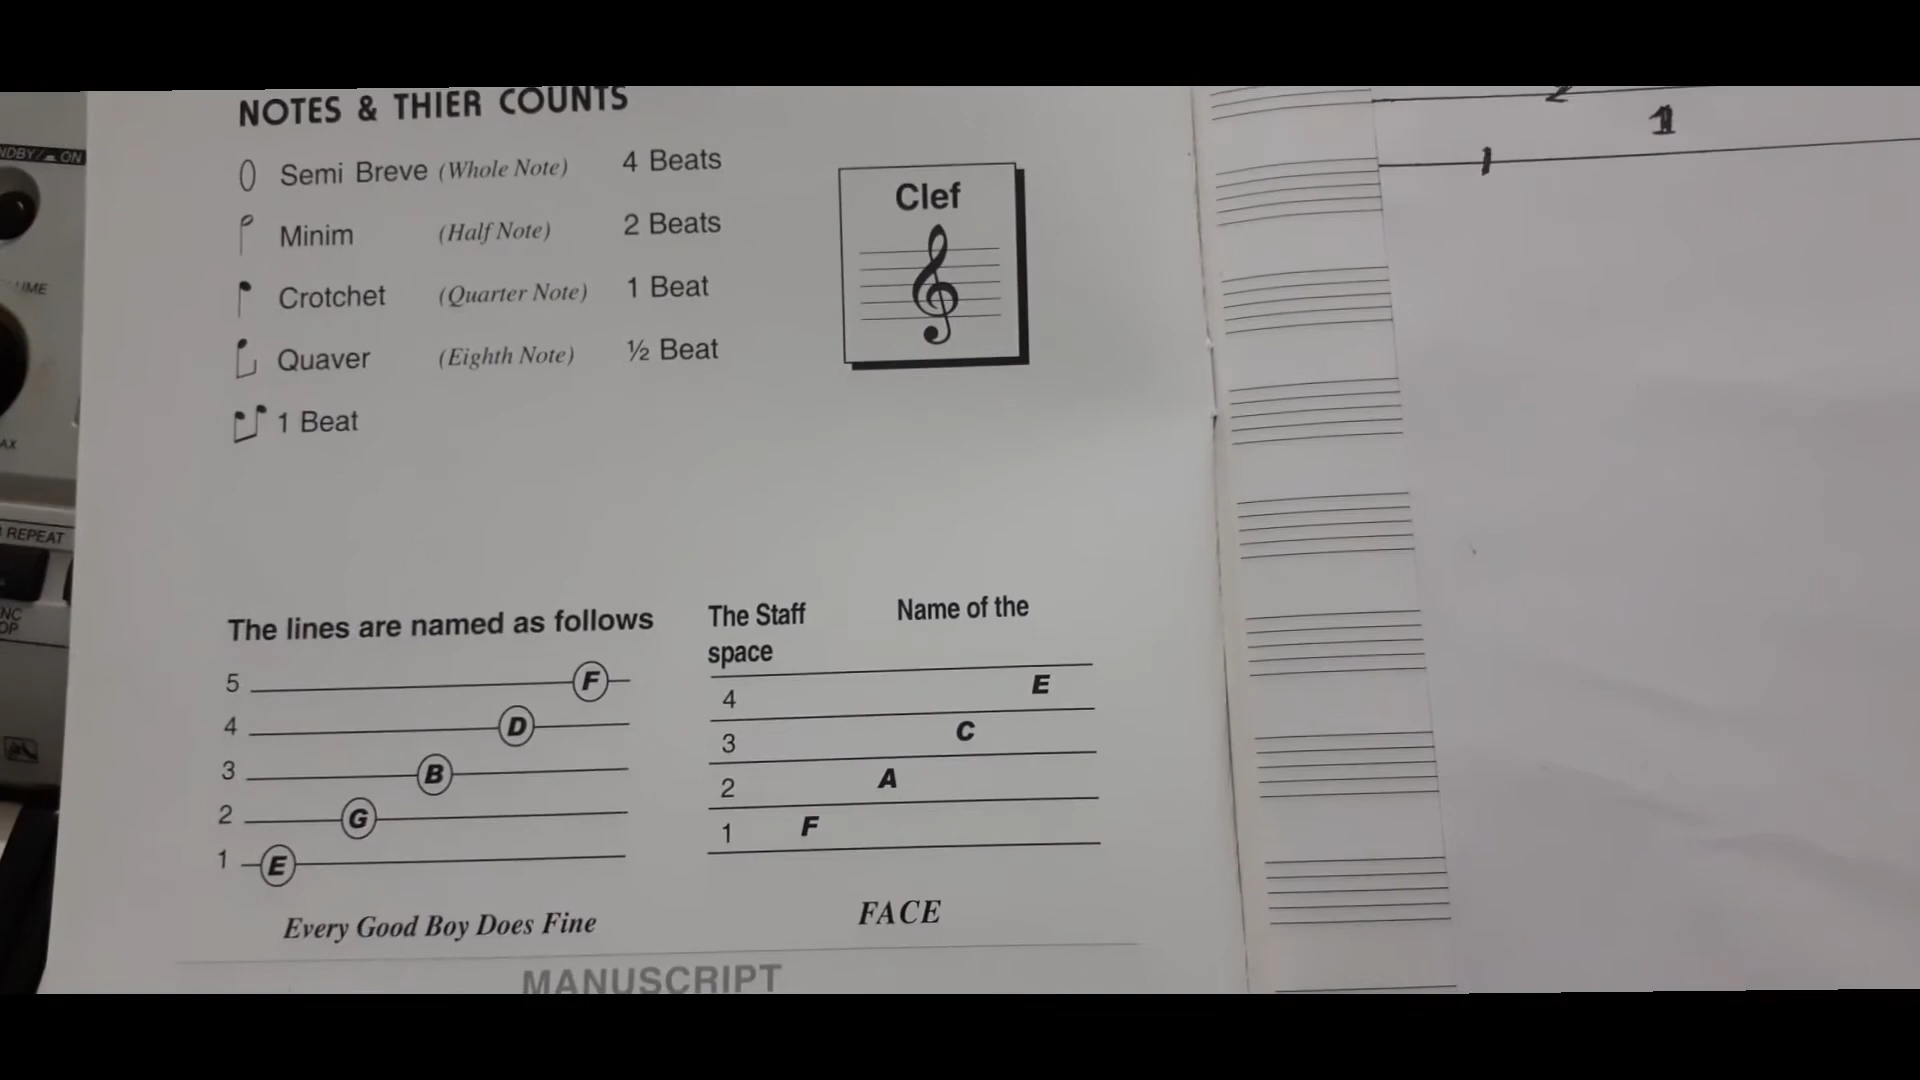 NOTES & THIER COUNTS
Semi Breve (Whole Note) 4 Beats
Minim (Half Note) 2 Beats
Crotchet (Quarter Note) 1 Beat
Quaver (Eighth Note) ½ Beat
1 Beat
Clef
The lines are named as follows
5 F
4 D
3 B
2 G
1 E
Every Good Boy Does Fine
The Staff Name of the
space
4 E
3 C
2 A
1 F
FACE
MANUSCRIPT
ON
REPEAT
2
1
1